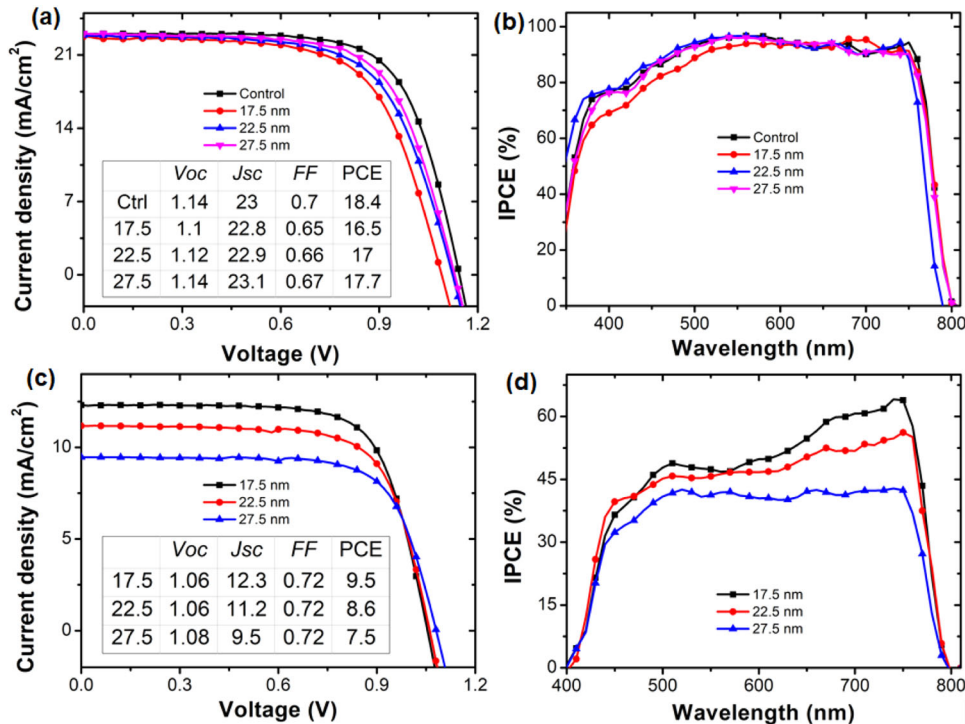 (a)
Current density (mA/cm²)
23
21
14
7
0
Control
17.5 nm
22.5 nm
27.5 nm
Voc Jsc FF PCE
Ctrl 1.14 23 0.7 18.4
17.5 1.1 22.8 0.65 16.5
22.5 1.12 22.9 0.66 17
27.5 1.14 23.1 0.67 17.7
0.0 0.3 0.6 0.9 1.2
Voltage (V)
(b)
IPCE (%)
100
80
60
40
20
0
Control
17.5 nm
22.5 nm
27.5 nm
400 500 600 700 800
Wavelength (nm)
(c)
Current density (mA/cm²)
10
5
0
17.5 nm
22.5 nm
27.5 nm
Voc Jsc FF PCE
17.5 1.06 12.3 0.72 9.5
22.5 1.06 11.2 0.72 8.6
27.5 1.08 9.5 0.72 7.5
0.0 0.3 0.6 0.9 1.2
Voltage (V)
(d)
IPCE (%)
60
45
30
15
0
17.5 nm
22.5 nm
27.5 nm
400 500 600 700 800
Wavelength (nm)